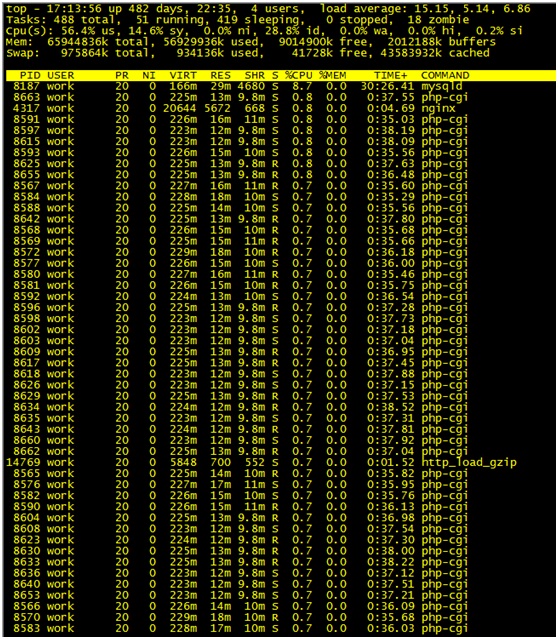 top - 17:13:56 up 482 days, 22:35, 4 users, load average: 15.15, 5.14, 6.86
Tasks: 488 total, 51 running, 419 sleeping, 0 stopped, 18 zombie
Cpu(s): 56.4% us, 14.6% sy, 0.0% ni, 28.8% id, 0.0% wa, 0.0% hi, 0.2% si
Mem: 65944836k total, 56929936k used, 9014900k free, 2012188k buffers
Swap: 975864k total, 934136k used, 41728k free, 43583932k cached
PID USER PR NI VIRT RES SHR S %CPU %MEM TIME+ COMMAND
8187 work 20 0 166m 29m 4680 S 8.7 0.0 30:26.41 mysqld
8663 work 20 0 225m 13m 9.8m S 0.8 0.0 0:37.55 php-cgi
4317 work 20 0 20644 5672 668 S 0.8 0.0 0:04.69 nginx
8591 work 20 0 226m 16m 11m S 0.8 0.0 0:35.03 php-cgi
8597 work 20 0 223m 12m 9.8m S 0.8 0.0 0:38.19 php-cgi
8615 work 20 0 223m 12m 9.8m S 0.8 0.0 0:38.09 php-cgi
8593 work 20 0 226m 15m 10m S 0.8 0.0 0:35.56 php-cgi
8625 work 20 0 225m 13m 9.8m S 0.8 0.0 0:37.63 php-cgi
8655 work 20 0 225m 13m 9.8m R 0.8 0.0 0:36.48 php-cgi
8567 work 20 0 227m 16m 11m R 0.7 0.0 0:35.60 php-cgi
8584 work 20 0 228m 18m 10m S 0.7 0.0 0:35.29 php-cgi
8588 work 20 0 225m 14m 10m S 0.7 0.0 0:35.56 php-cgi
8642 work 20 0 225m 13m 9.8m R 0.7 0.0 0:37.80 php-cgi
8568 work 20 0 226m 15m 10m R 0.7 0.0 0:35.68 php-cgi
8569 work 20 0 225m 15m 11m R 0.7 0.0 0:35.66 php-cgi
8572 work 20 0 229m 18m 10m R 0.7 0.0 0:36.18 php-cgi
8577 work 20 0 226m 15m 10m S 0.7 0.0 0:36.00 php-cgi
8580 work 20 0 227m 16m 11m R 0.7 0.0 0:35.46 php-cgi
8581 work 20 0 226m 15m 10m R 0.7 0.0 0:36.75 php-cgi
8592 work 20 0 224m 13m 10m S 0.7 0.0 0:36.54 php-cgi
8596 work 20 0 225m 13m 9.8m R 0.7 0.0 0:37.28 php-cgi
8598 work 20 0 223m 12m 9.8m S 0.7 0.0 0:37.73 php-cgi
8602 work 20 0 223m 12m 9.8m S 0.7 0.0 0:37.18 php-cgi
8603 work 20 0 223m 12m 9.8m S 0.7 0.0 0:37.04 php-cgi
8609 work 20 0 225m 13m 9.8m R 0.7 0.0 0:36.95 php-cgi
8617 work 20 0 225m 13m 9.8m R 0.7 0.0 0:37.45 php-cgi
8618 work 20 0 223m 12m 9.8m S 0.7 0.0 0:37.88 php-cgi
8626 work 20 0 223m 12m 9.8m S 0.7 0.0 0:37.15 php-cgi
8629 work 20 0 225m 13m 9.8m R 0.7 0.0 0:37.53 php-cgi
8634 work 20 0 224m 12m 9.8m R 0.7 0.0 0:38.52 php-cgi
8635 work 20 0 223m 12m 9.8m S 0.7 0.0 0:37.31 php-cgi
8643 work 20 0 224m 12m 9.8m S 0.7 0.0 0:37.81 php-cgi
8660 work 20 0 223m 12m 9.8m S 0.7 0.0 0:37.92 php-cgi
8662 work 20 0 225m 13m 9.8m R 0.7 0.0 0:37.04 php-cgi
14769 work 20 0 5848 700 552 S 0.7 0.0 0:01.52 http_load_gzip
8565 work 20 0 225m 14m 10m R 0.7 0.0 0:35.82 php-cgi
8576 work 20 0 227m 17m 11m S 0.7 0.0 0:35.95 php-cgi
8582 work 20 0 226m 15m 10m S 0.7 0.0 0:35.76 php-cgi
8590 work 20 0 226m 15m 11m R 0.7 0.0 0:36.13 php-cgi
8604 work 20 0 225m 13m 9.8m R 0.7 0.0 0:36.98 php-cgi
8608 work 20 0 223m 12m 9.8m S 0.7 0.0 0:37.54 php-cgi
8623 work 20 0 224m 12m 9.8m R 0.7 0.0 0:37.30 php-cgi
8630 work 20 0 225m 13m 9.8m R 0.7 0.0 0:38.00 php-cgi
8633 work 20 0 225m 13m 9.8m R 0.7 0.0 0:38.22 php-cgi
8636 work 20 0 223m 12m 9.8m S 0.7 0.0 0:37.12 php-cgi
8640 work 20 0 223m 12m 9.8m S 0.7 0.0 0:37.51 php-cgi
8653 work 20 0 223m 12m 9.8m S 0.7 0.0 0:37.21 php-cgi
8566 work 20 0 226m 14m 10m S 0.7 0.0 0:36.09 php-cgi
8570 work 20 0 229m 18m 10m R 0.7 0.0 0:35.68 php-cgi
8583 work 20 0 228m 17m 10m S 0.7 0.0 0:36.03 php-cgi